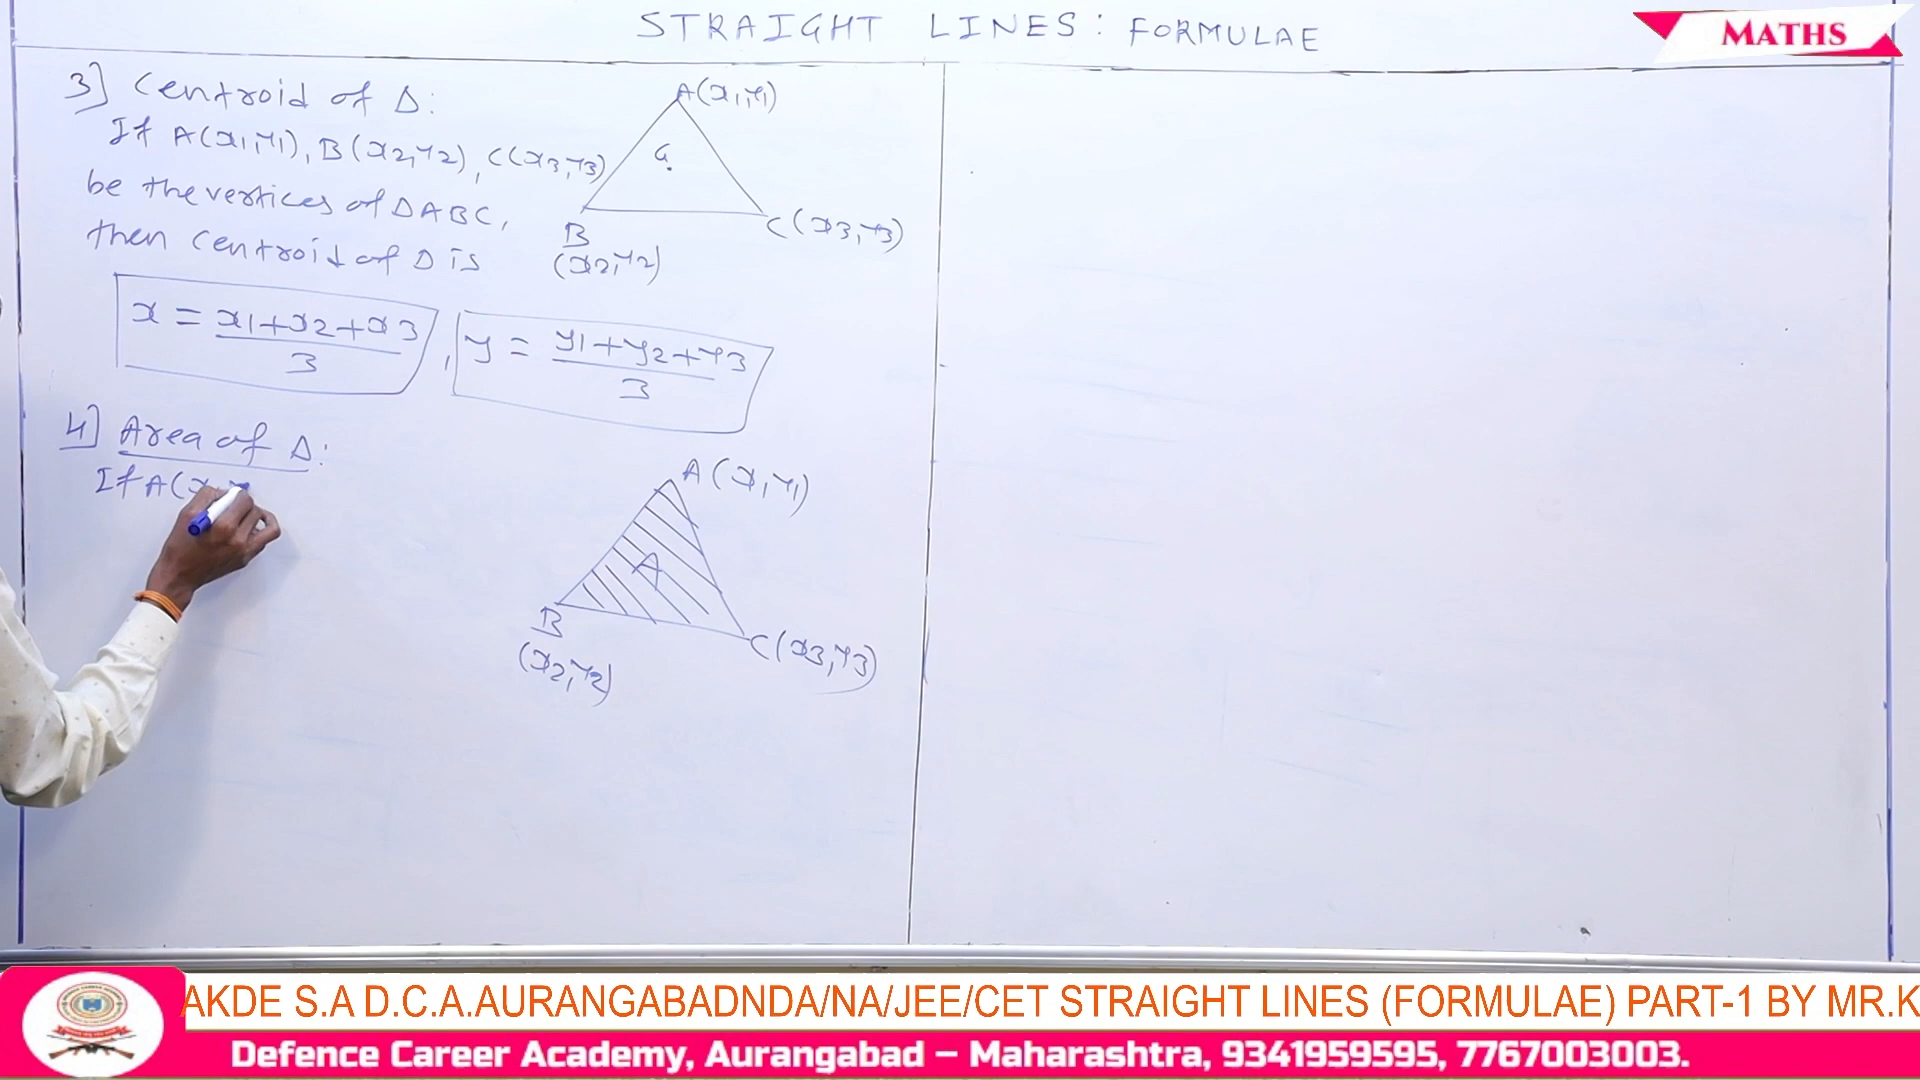 STRAIGHT LINES: FORMULAE
MATHS
3] Centroid of Δ:
If A(x1,y1), B(x2,y2), C(x3,y3)
be the vertices of ΔABC,
then centroid of Δ is
x = x1+x2+x3 / 3 , y = y1+y2+y3 / 3
A(x1,y1)
G
B
(x2,y2)
C(x3,y3)
4] Area of Δ:
If A(x1,y
A(x1,y1)
A
B
(x2,y2)
C(x3,y3)
AKDE S.A D.C.A.AURANGABADNDA/NA/JEE/CET STRAIGHT LINES (FORMULAE) PART-1 BY MR.K
Defence Career Academy, Aurangabad – Maharashtra, 9341959595, 7767003003.